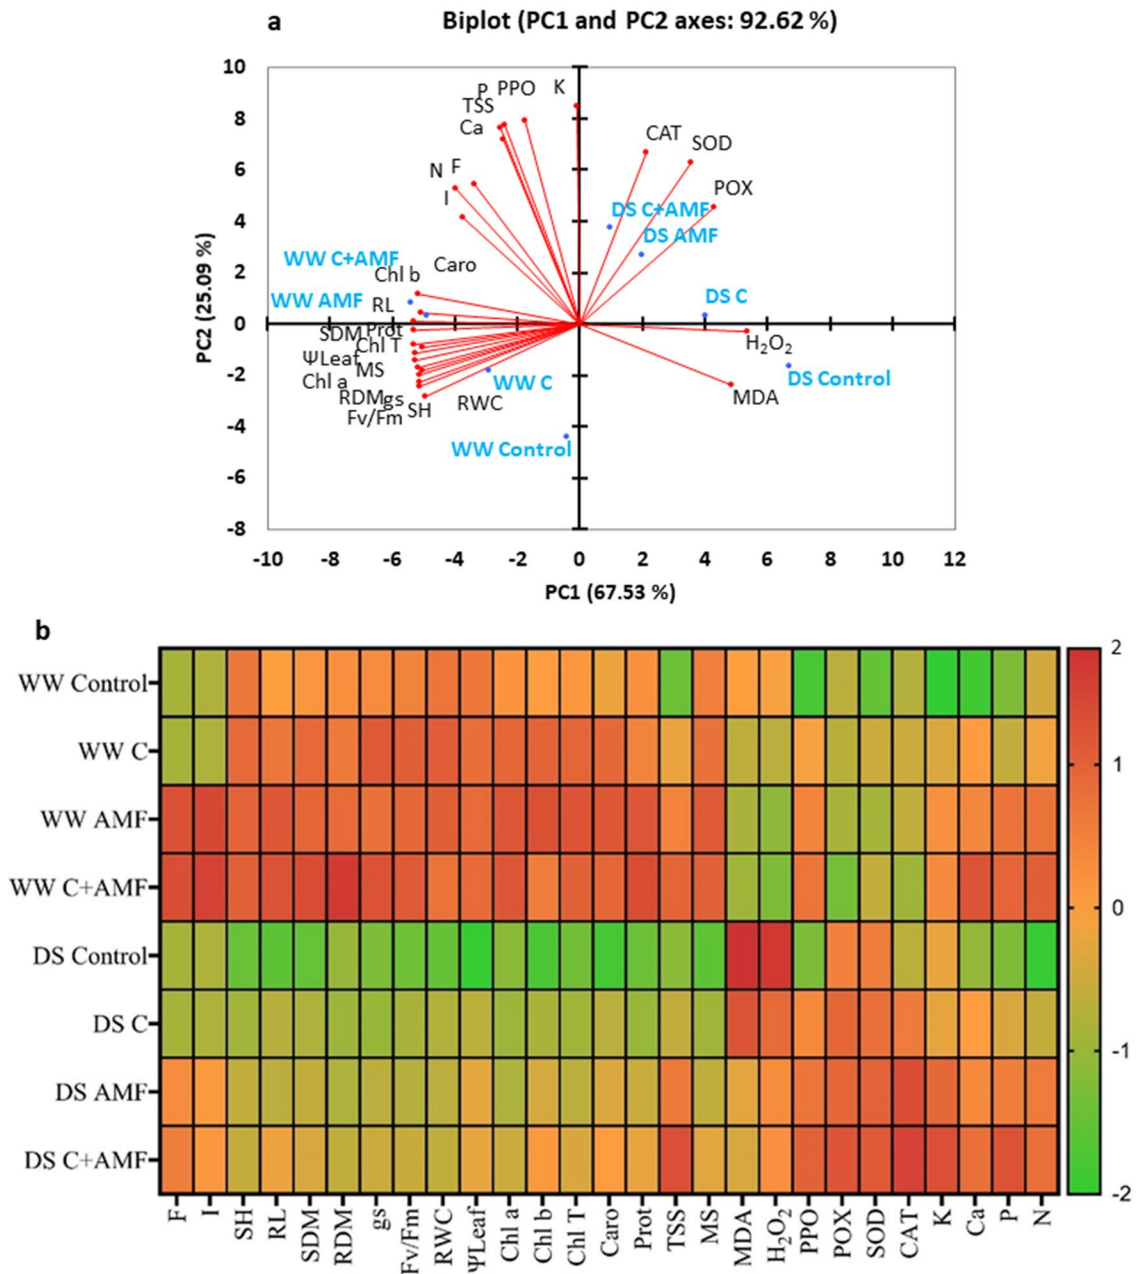 a
Biplot (PC1 and PC2 axes: 92.62 %)
10
8
6
4
2
0
-2
-4
-6
-8
PC2 (25.09 %)
P PPO K
TSS
Ca
CAT
SOD
N F
POX
I
DS C+AMF
DS AMF
WW C+AMF
Caro
Chl b
DS C
WW AMF
RL
SDM Prot
H₂O₂
Chl T
ΨLeaf
MS
DS Control
Chl a
MDA
WW C
RDM gs
RWC
SH
Fv/Fm
WW Control
-10 -8 -6 -4 -2 0 2 4 6 8 10 12
PC1 (67.53 %)
b
WW Control
WW C
WW AMF
WW C+AMF
DS Control
DS C
DS AMF
DS C+AMF
F I SH RL SDM RDM gs Fv/Fm RWC ΨLeaf Chl a Chl b Chl T Caro Prot TSS MS MDA H₂O₂ PPO POX SOD CAT K Ca P N
2
1
0
-1
-2